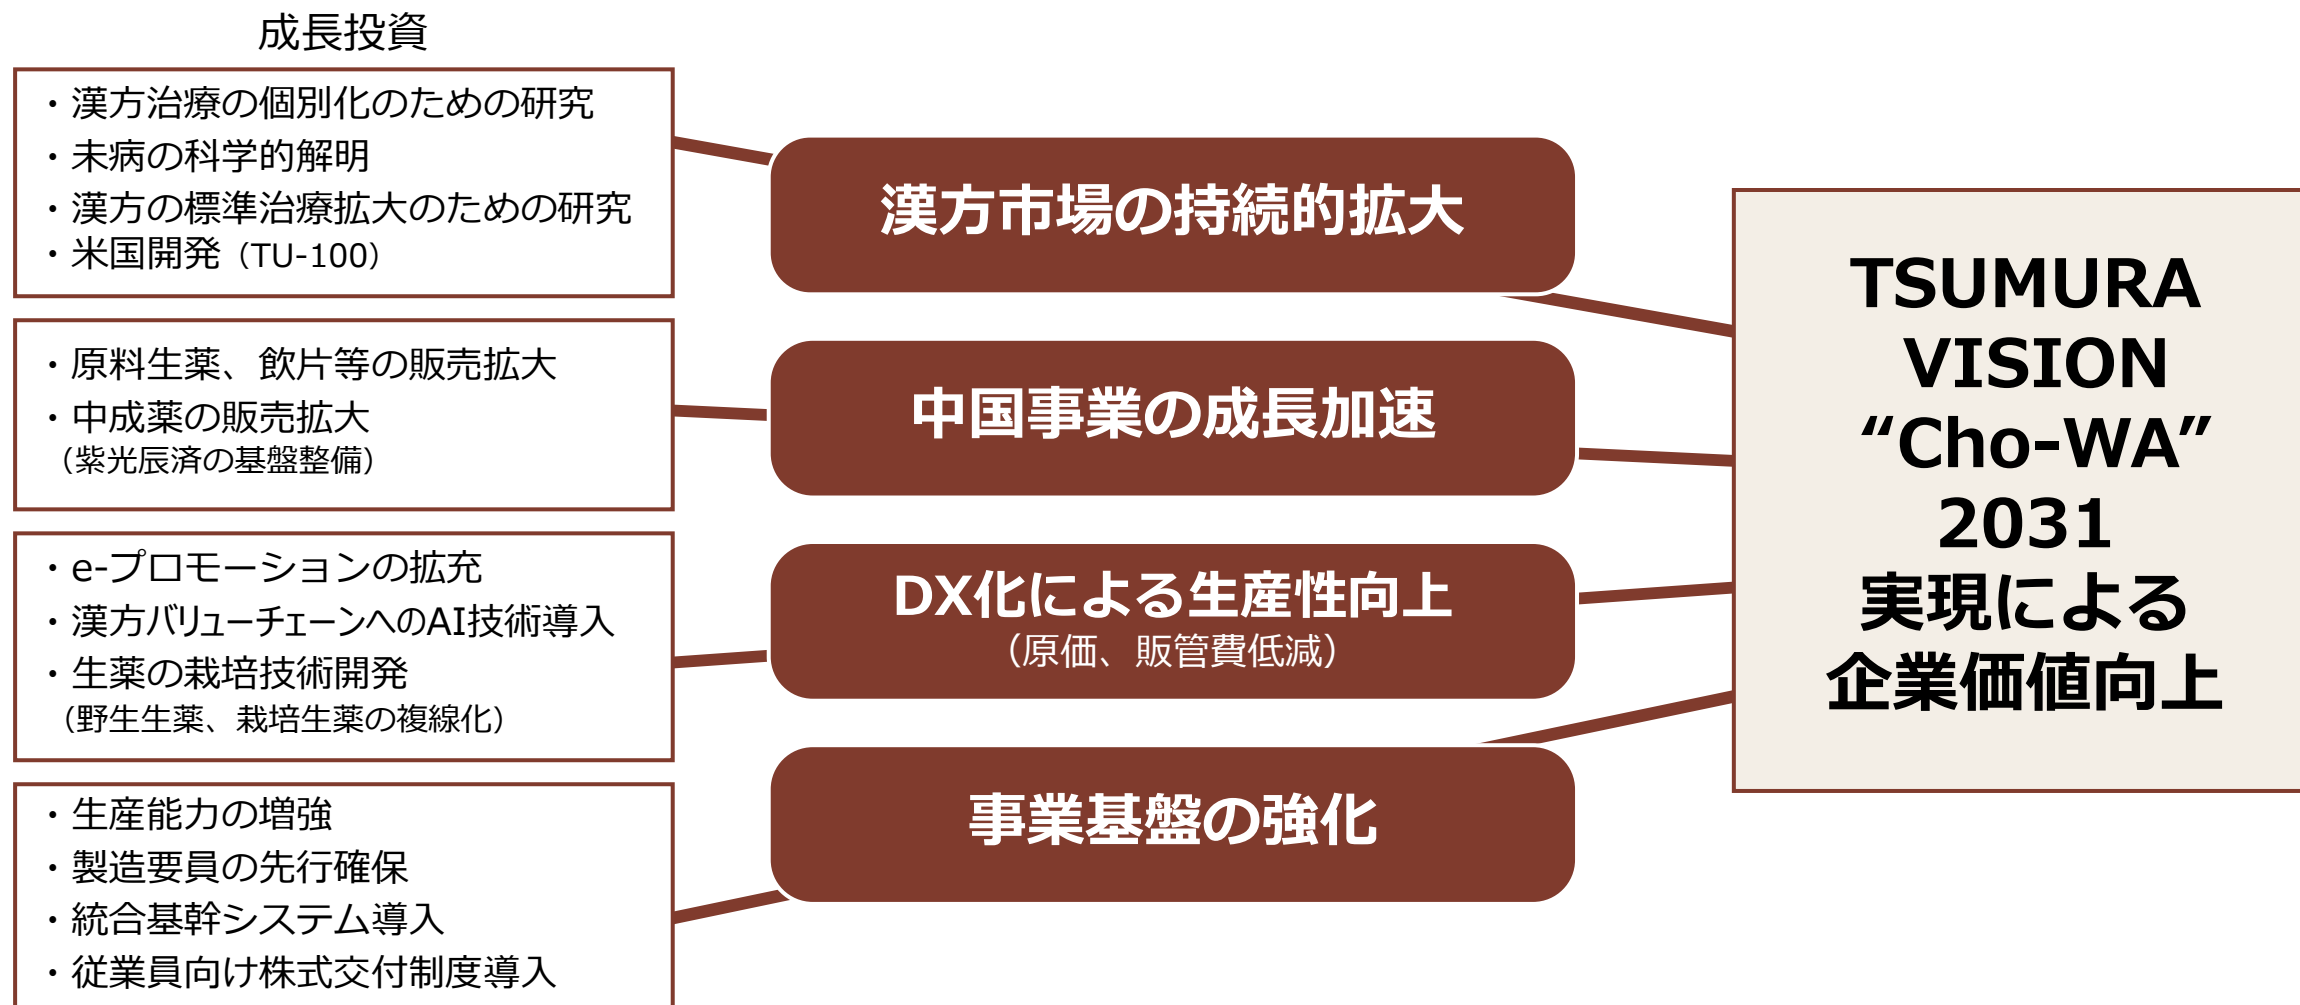 成長投資
・漢方治療の個別化のための研究
・未病の科学的解明
・漢方の標準治療拡大のための研究
・米国開発（TU-100）
・原料生薬、飲片等の販売拡大
・中成薬の販売拡大
（紫光辰済の基盤整備）
・e-プロモーションの拡充
・漢方バリューチェーンへのAI技術導入
・生薬の栽培技術開発
（野生生薬、栽培生薬の複線化）
・生産能力の増強
・製造要員の先行確保
・統合基幹システム導入
・従業員向け株式交付制度導入
漢方市場の持続的拡大
中国事業の成長加速
DX化による生産性向上
（原価、販管費低減）
事業基盤の強化
TSUMURA
VISION
“Cho-WA”
2031
実現による
企業価値向上